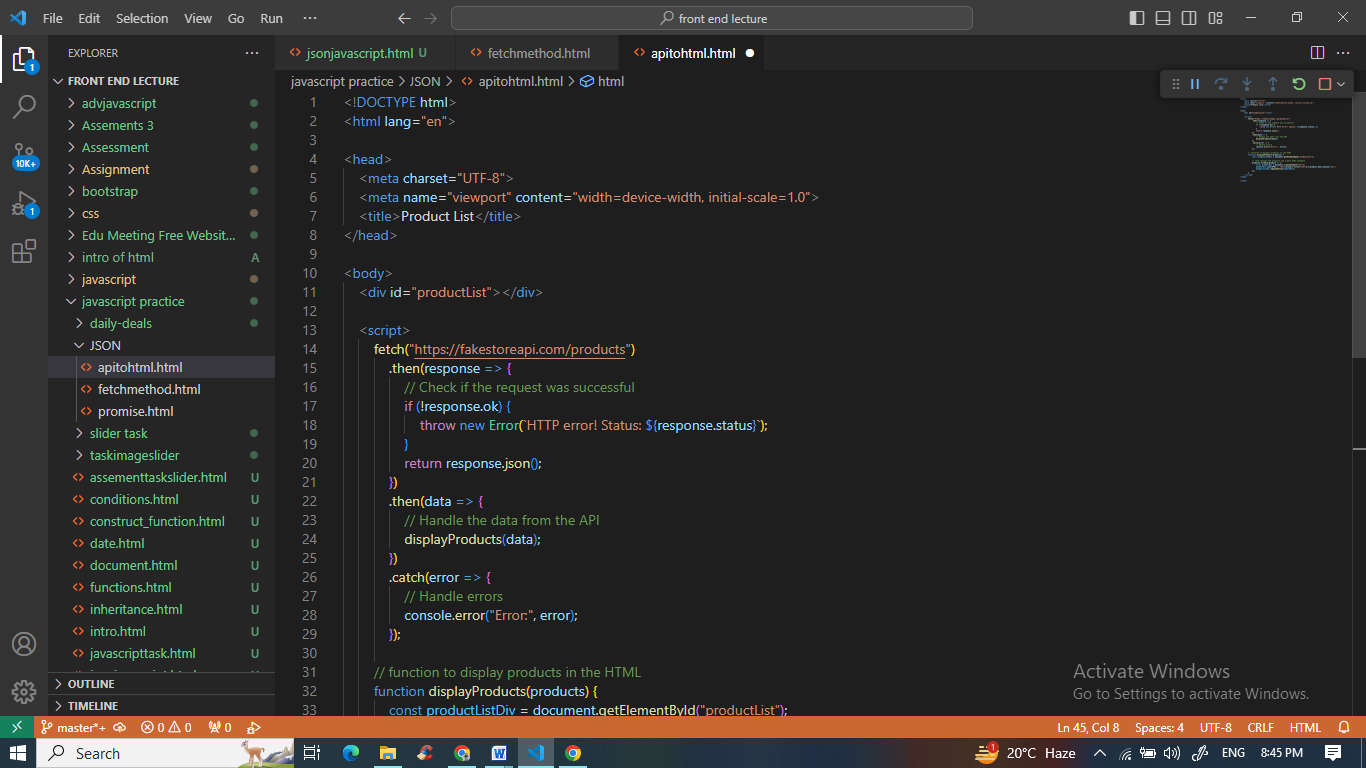 File Edit Selection View Go Run ··· front end lecture
EXPLORER ···
FRONT END LECTURE
advjavascript
Assements 3
Assessment
Assignment
bootstrap
css
Edu Meeting Free Websit...
intro of html A
javascript
javascript practice
daily-deals
JSON
apitohtml.html
fetchmethod.html
promise.html
slider task
taskimageslider
assementtaskslider.html U
conditions.html U
construct_function.html U
date.html U
document.html U
functions.html U
inheritance.html U
intro.html U
javascripttask.html U
OUTLINE
TIMELINE
1
10K+
1
jsonjavascript.html U fetchmethod.html apitohtml.html
javascript practice > JSON > apitohtml.html > html
1 <!DOCTYPE html>
2 <html lang="en">
3
4 <head>
5 <meta charset="UTF-8">
6 <meta name="viewport" content="width=device-width, initial-scale=1.0">
7 <title>Product List</title>
8 </head>
9
10 <body>
11 <div id="productList"></div>
12
13 <script>
14 fetch("https://fakestoreapi.com/products")
15 .then(response => {
16 // Check if the request was successful
17 if (!response.ok) {
18 throw new Error(`HTTP error! Status: ${response.status}`);
19 }
20 return response.json();
21 })
22 .then(data => {
23 // Handle the data from the API
24 displayProducts(data);
25 })
26 .catch(error => {
27 // Handle errors
28 console.error("Error:", error);
29 });
30
31 // function to display products in the HTML
32 function displayProducts(products) {
33 const productListDiv = document.getElementById("productList");
Activate Windows
Go to Settings to activate Windows.
master*+ 0 0 0 Ln 45, Col 8 Spaces: 4 UTF-8 CRLF HTML
Search 1 20°C Haze ENG 8:45 PM